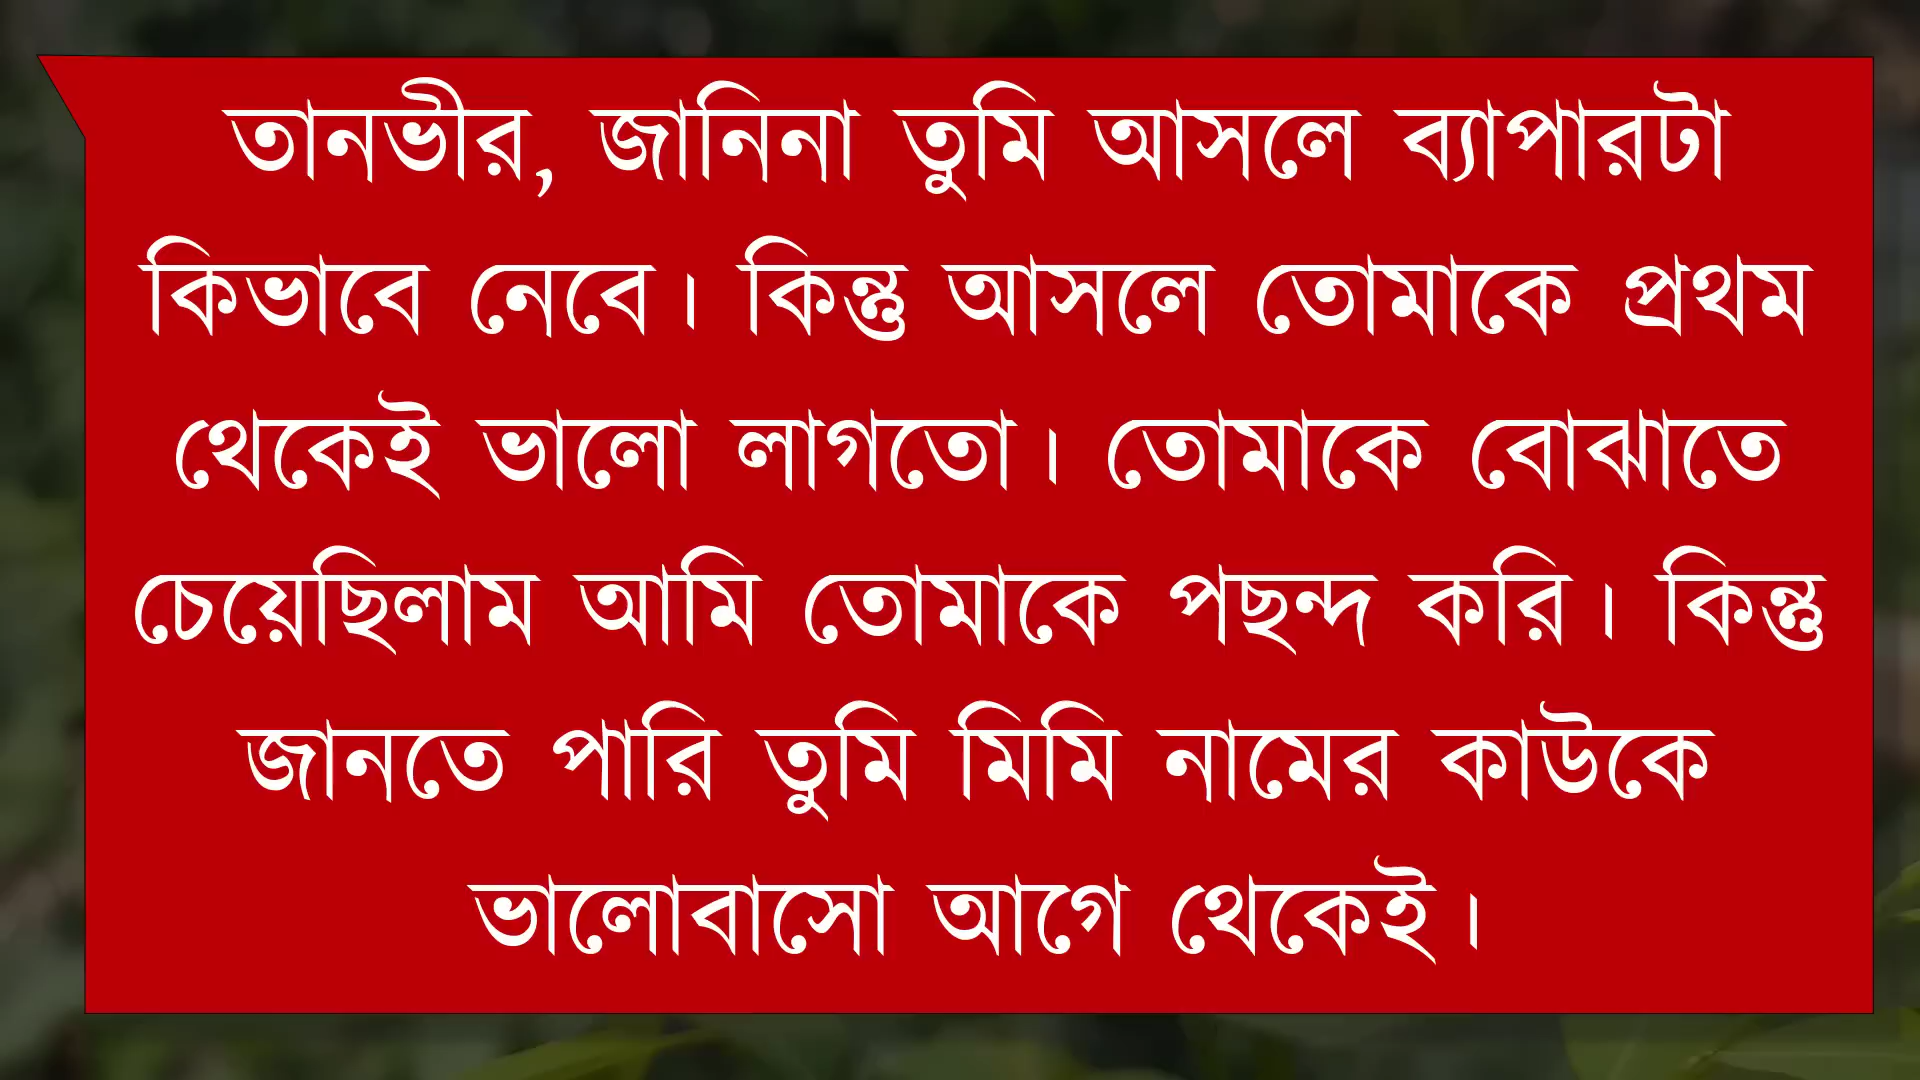 তানভীর, জানিনা তুমি আসলে ব্যাপারটা
কিভাবে নেবে। কিন্তু আসলে তোমাকে প্রথম
থেকেই ভালো লাগতো। তোমাকে বোঝাতে
চেয়েছিলাম আমি তোমাকে পছন্দ করি। কিন্তু
জানতে পারি তুমি মিমি নামের কাউকে
ভালোবাসো আগে থেকেই।